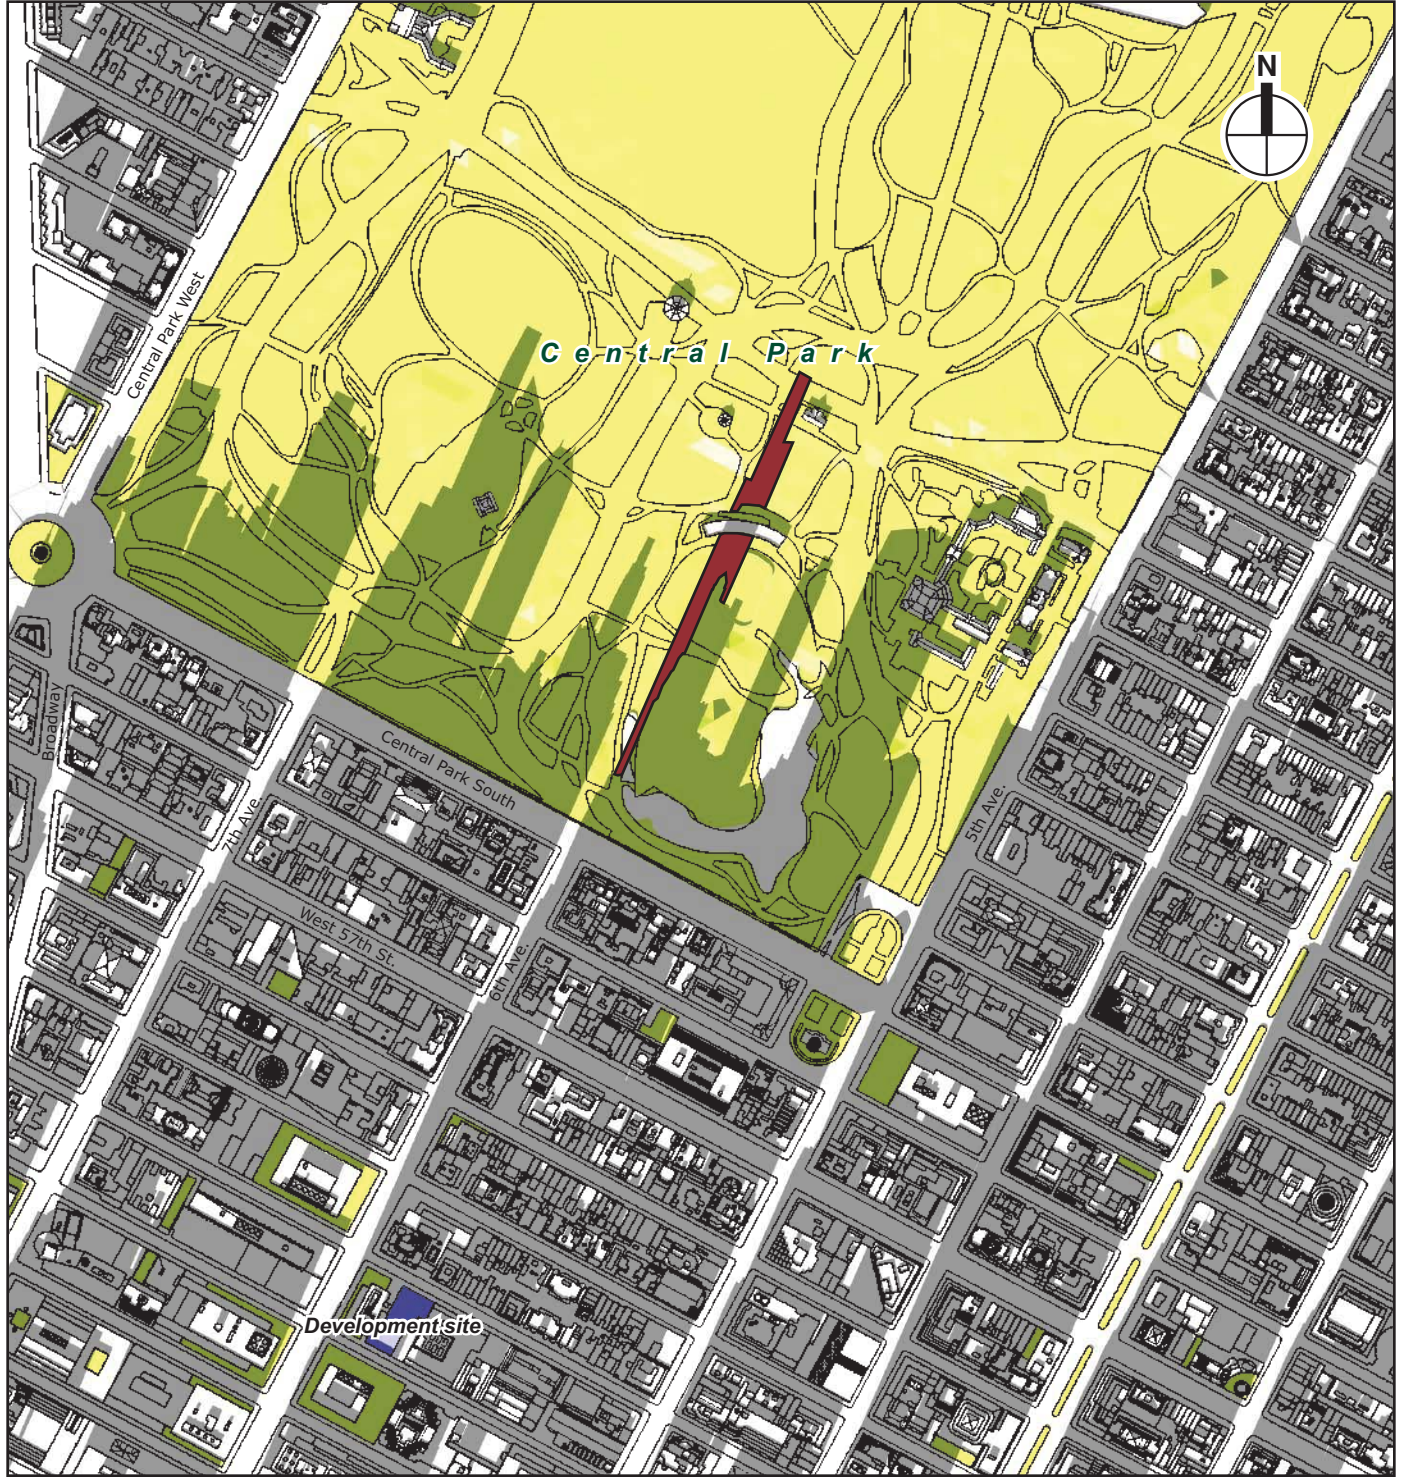 N
Central Park
Central Park West
Broadway
Central Park South
7th Ave.
5th Ave.
West 57th St.
6th Ave.
Development site